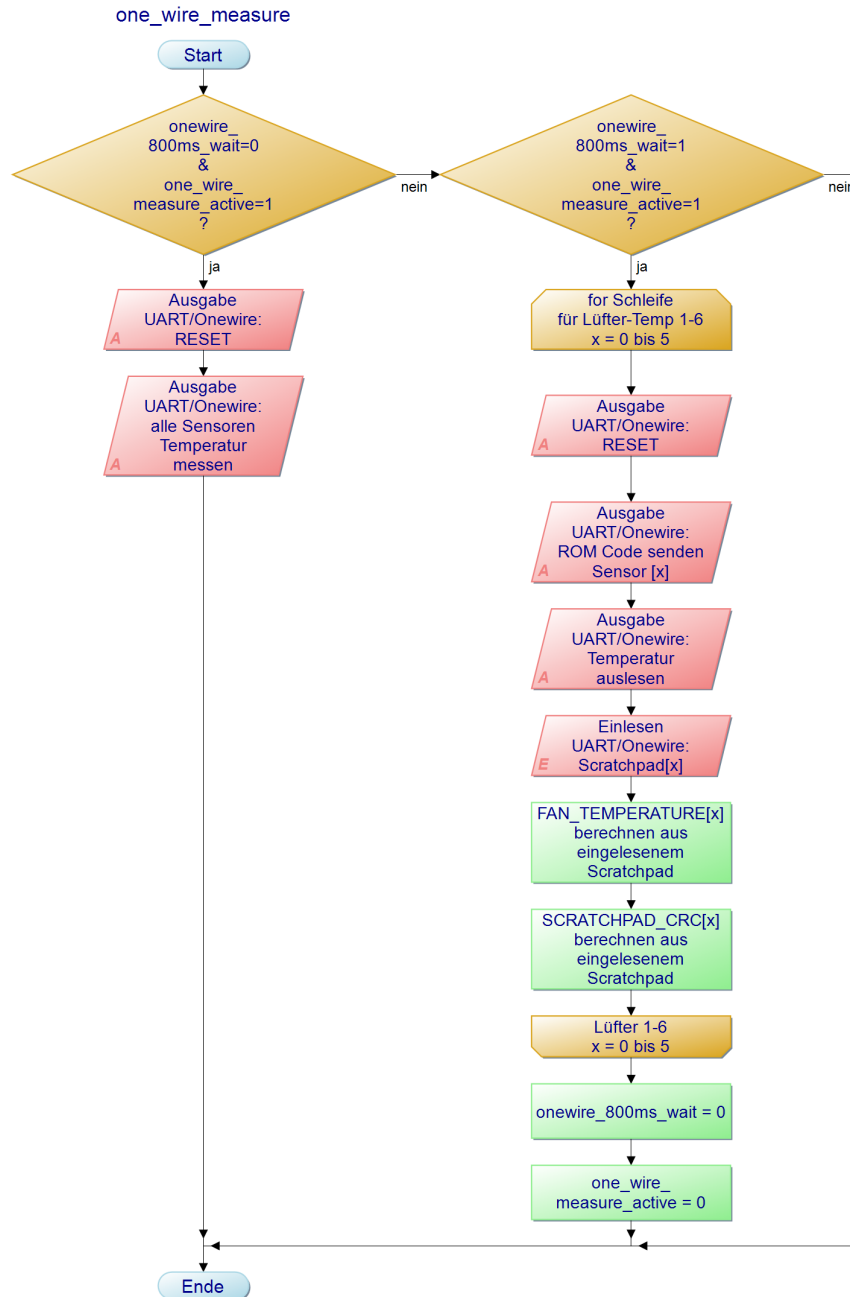 one_wire_measure
Start
onewire_
800ms_wait=0
&
one_wire_
measure_active=1
?
nein
ja
Ausgabe
UART/Onewire:
RESET
A
Ausgabe
UART/Onewire:
alle Sensoren
Temperatur
messen
A
onewire_
800ms_wait=1
&
one_wire_
measure_active=1
?
nein
ja
for Schleife
für Lüfter-Temp 1-6
x = 0 bis 5
Ausgabe
UART/Onewire:
RESET
A
Ausgabe
UART/Onewire:
ROM Code senden
Sensor [x]
A
Ausgabe
UART/Onewire:
Temperatur
auslesen
A
Einlesen
UART/Onewire:
Scratchpad[x]
E
FAN_TEMPERATURE[x]
berechnen aus
eingelesenem
Scratchpad
SCRATCHPAD_CRC[x]
berechnen aus
eingelesenem
Scratchpad
Lüfter 1-6
x = 0 bis 5
onewire_800ms_wait = 0
one_wire_
measure_active = 0
Ende